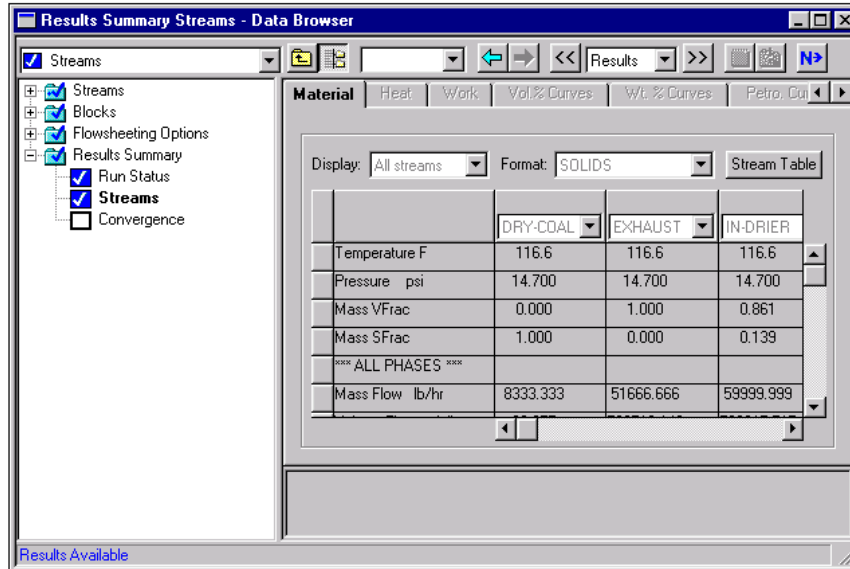 Results Summary Streams - Data Browser
Streams
Results
N>
Streams
Blocks
Flowsheeting Options
Results Summary
Run Status
Streams
Convergence
Material Heat Work Vol.% Curves Wt. % Curves Petro. Cur
Display: All streams Format: SOLIDS Stream Table
DRY-COAL EXHAUST IN-DRIER
Temperature F 116.6 116.6 116.6
Pressure psi 14.700 14.700 14.700
Mass VFrac 0.000 1.000 0.861
Mass SFrac 1.000 0.000 0.139
*** ALL PHASES ***
Mass Flow lb/hr 8333.333 51666.666 59999.999
Results Available